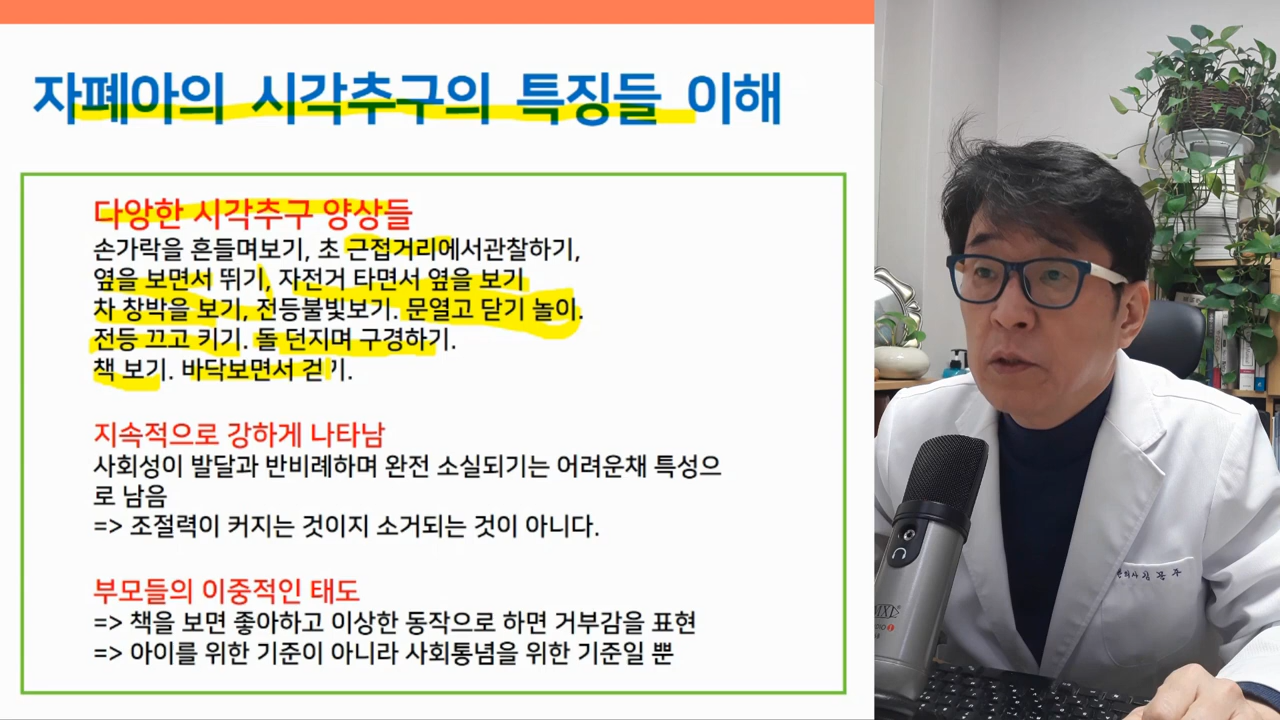 자폐아의 시각추구의 특징들 이해
다양한 시각추구 양상들
손가락을 흔들며보기, 초 근접거리에서관찰하기,
옆을 보면서 뛰기, 자전거 타면서 옆을 보기
차 창박을 보기, 전등불빛보기. 문열고 닫기 놀이.
전등 끄고 키기. 돌 던지며 구경하기.
책 보기. 바닥보면서 걷기.
지속적으로 강하게 나타남
사회성이 발달과 반비례하며 완전 소실되기는 어려운채 특성으
로 남음
=> 조절력이 커지는 것이지 소거되는 것이 아니다.
부모들의 이중적인 태도
=> 책을 보면 좋아하고 이상한 동작으로 하면 거부감을 표현
=> 아이를 위한 기준이 아니라 사회통념을 위한 기준일 뿐
MXL